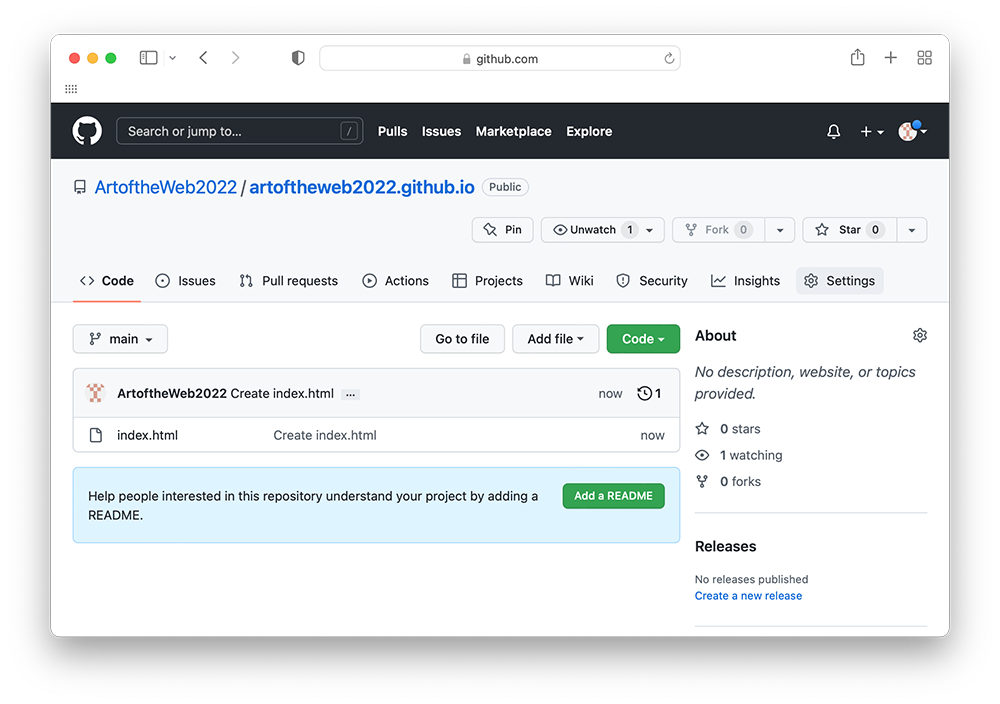 github.com
Search or jump to... /
Pulls Issues Marketplace Explore
ArtoftheWeb2022 / artoftheweb2022.github.io Public
Pin Unwatch 1 Fork 0 Star 0
Code Issues Pull requests Actions Projects Wiki Security Insights Settings
main Go to file Add file Code
ArtoftheWeb2022 Create index.html ... now 1
index.html Create index.html now
Help people interested in this repository understand your project by adding a
README.
Add a README
About
No description, website, or topics
provided.
0 stars
1 watching
0 forks
Releases
No releases published
Create a new release